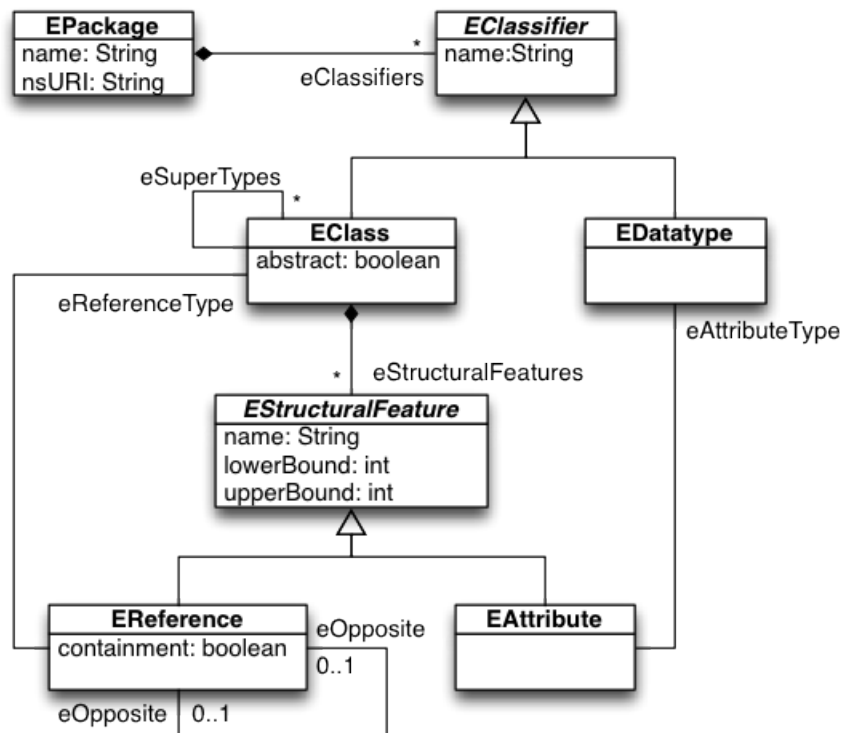 EPackage
name: String
nsURI: String
*
eClassifiers
EClassifier
name:String
eSuperTypes
*
EClass
abstract: boolean
EDatatype
eReferenceType
eAttributeType
*
eStructuralFeatures
EStructuralFeature
name: String
lowerBound: int
upperBound: int
EReference
containment: boolean
eOpposite
0..1
EAttribute
eOpposite
0..1